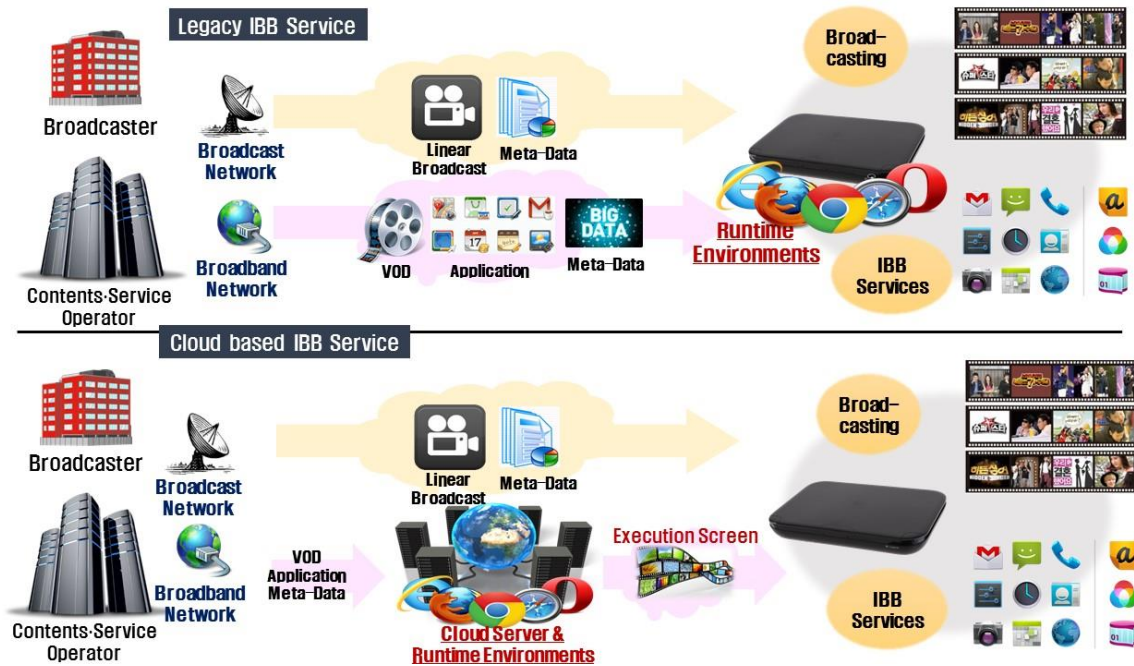 Legacy IBB Service
Broadcaster
Broadcast
Network
Linear
Broadcast
Meta-Data
Broad-
casting
Contents·Service
Operator
Broadband
Network
VOD
Application
17
BIG
DATA
Meta-Data
Runtime
Environments
IBB
Services
a
01
Cloud based IBB Service
Broadcaster
Broadcast
Network
Linear
Broadcast
Meta-Data
Broad-
casting
Contents·Service
Operator
Broadband
Network
VOD
Application
Meta-Data
Cloud Server &
Runtime Environments
Execution Screen
IBB
Services
a
01